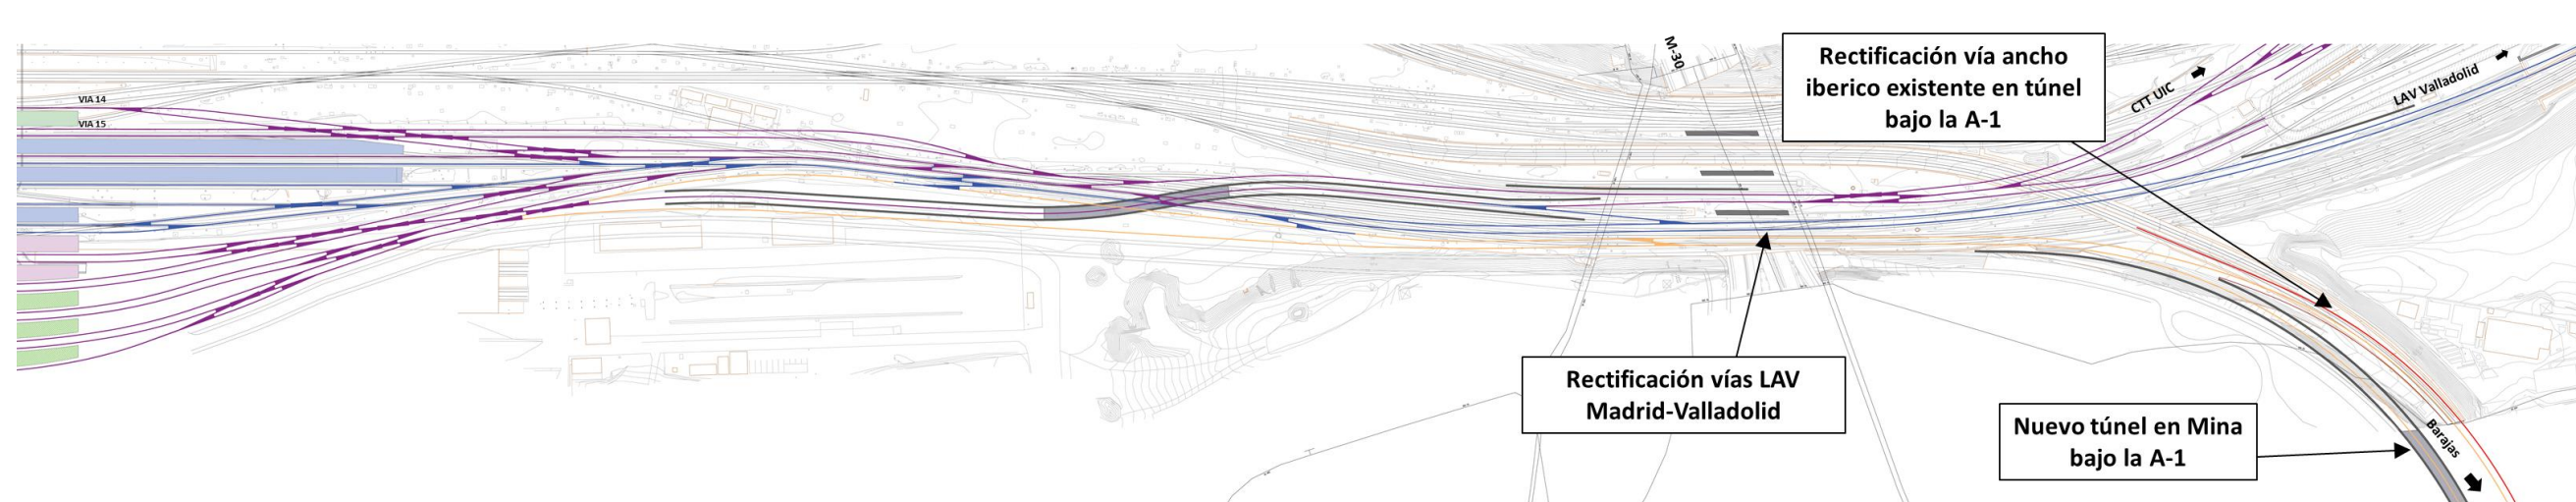 M-30
Rectificación vía ancho
iberico existente en túnel
bajo la A-1
CTT UIC
LAV Valladolid
VIA 14
VIA 15
Rectificación vías LAV
Madrid-Valladolid
Nuevo túnel en Mina
bajo la A-1
Barajas